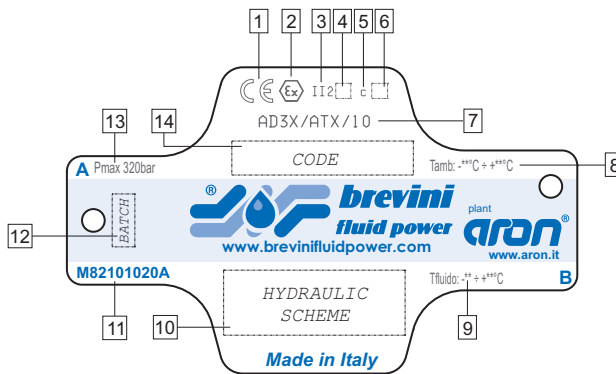 1 2 3 4 5 6
CE Ex II2 c
AD3X/ATX/10
7
14
CODE
13
A Pmax 320bar
Tamb: -**°C ÷ +**°C
8
BATCH
12
® brevini
fluid power
www.brevinifluidpower.com
plant
aron®
www.aron.it
M82101020A
Tfluido: -** ÷ +**°C
B
11
10
HYDRAULIC
SCHEME
9
Made in Italy